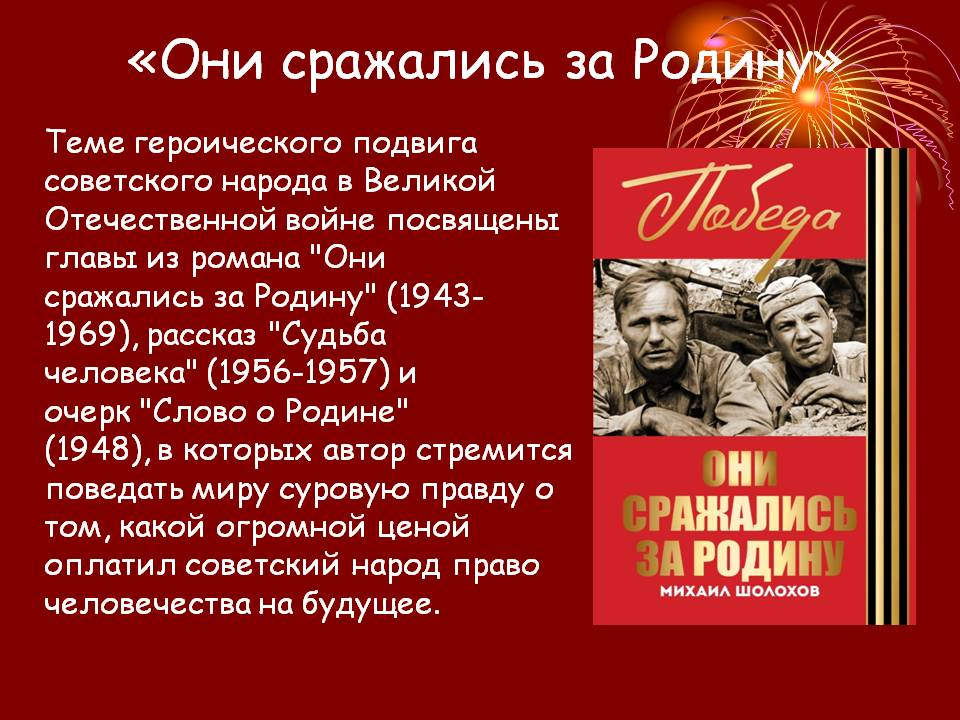 «Они сражались за Родину»
Теме героического подвига
советского народа в Великой
Отечественной войне посвящены
главы из романа "Они
сражались за Родину" (1943-
1969), рассказ "Судьба
человека" (1956-1957) и
очерк "Слово о Родине"
(1948), в которых автор стремится
поведать миру суровую правду о
том, какой огромной ценой
оплатил советский народ право
человечества на будущее.
Победа
ОНИ
СРАЖАЛИСЬ
ЗА РОДИНУ
МИХАИЛ ШОЛОХОВ